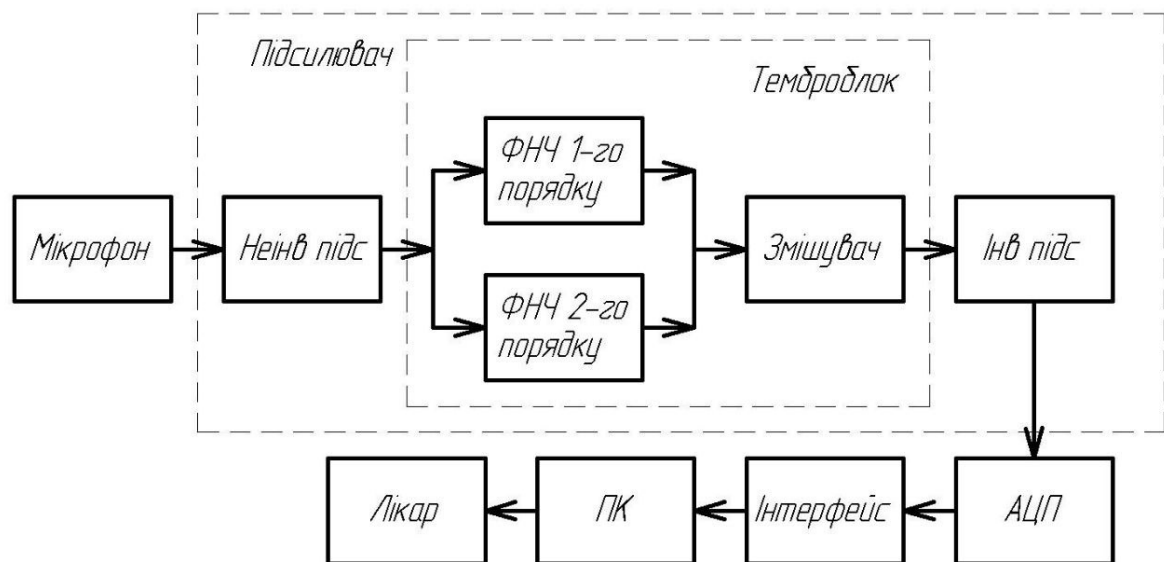 Підсилювач
Темброблок
ФНЧ 1-го
порядку
Мікрофон
Неінв підс
Змішувач
Інв підс
ФНЧ 2-го
порядку
Лікар
ПК
Інтерфейс
АЦП